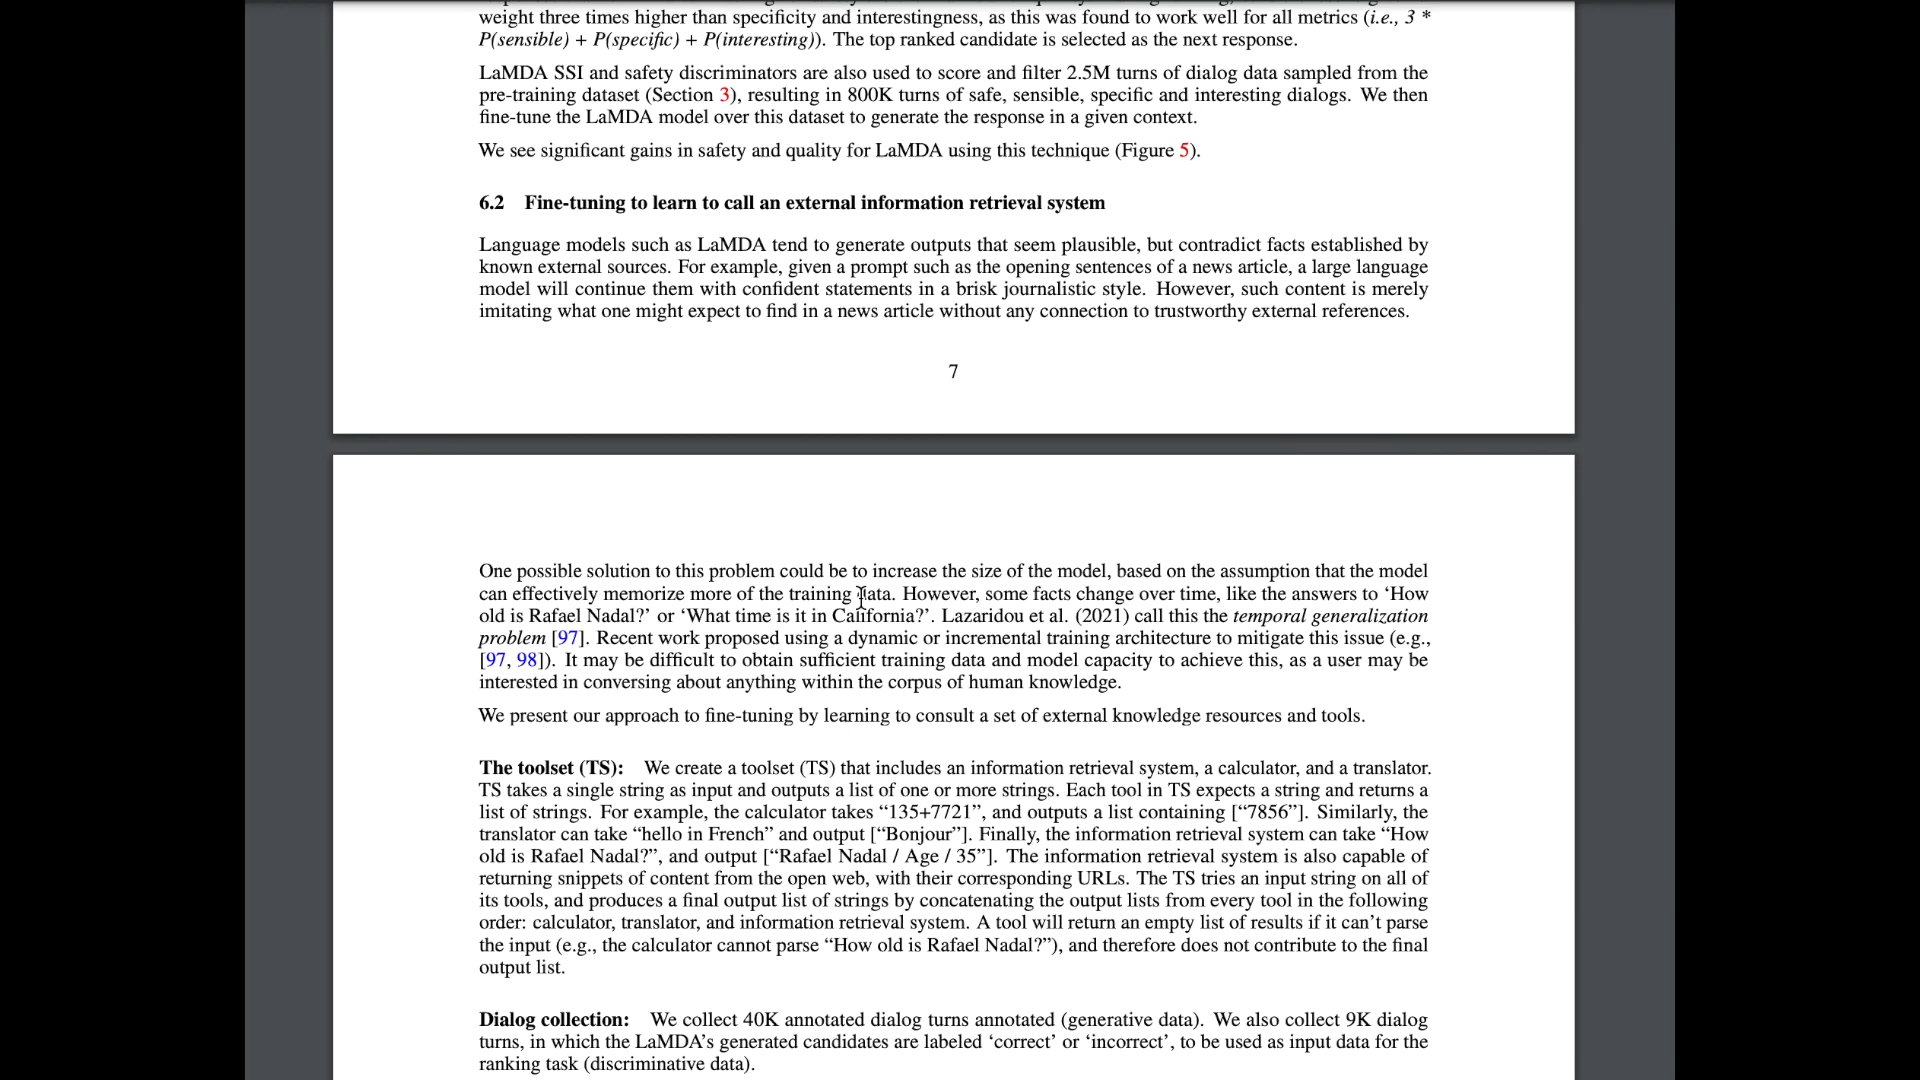 weight three times higher than specificity and interestingness, as this was found to work well for all metrics (i.e., 3 *
P(sensible) + P(specific) + P(interesting)). The top ranked candidate is selected as the next response.
LaMDA SSI and safety discriminators are also used to score and filter 2.5M turns of dialog data sampled from the
pre-training dataset (Section 3), resulting in 800K turns of safe, sensible, specific and interesting dialogs. We then
fine-tune the LaMDA model over this dataset to generate the response in a given context.
We see significant gains in safety and quality for LaMDA using this technique (Figure 5).
6.2 Fine-tuning to learn to call an external information retrieval system
Language models such as LaMDA tend to generate outputs that seem plausible, but contradict facts established by
known external sources. For example, given a prompt such as the opening sentences of a news article, a large language
model will continue them with confident statements in a brisk journalistic style. However, such content is merely
imitating what one might expect to find in a news article without any connection to trustworthy external references.
7
One possible solution to this problem could be to increase the size of the model, based on the assumption that the model
can effectively memorize more of the training data. However, some facts change over time, like the answers to ‘How
old is Rafael Nadal?’ or ‘What time is it in California?’. Lazaridou et al. (2021) call this the temporal generalization
problem [97]. Recent work proposed using a dynamic or incremental training architecture to mitigate this issue (e.g.,
[97, 98]). It may be difficult to obtain sufficient training data and model capacity to achieve this, as a user may be
interested in conversing about anything within the corpus of human knowledge.
We present our approach to fine-tuning by learning to consult a set of external knowledge resources and tools.
The toolset (TS): We create a toolset (TS) that includes an information retrieval system, a calculator, and a translator.
TS takes a single string as input and outputs a list of one or more strings. Each tool in TS expects a string and returns a
list of strings. For example, the calculator takes “135+7721”, and outputs a list containing [“7856”]. Similarly, the
translator can take “hello in French” and output [“Bonjour”]. Finally, the information retrieval system can take “How
old is Rafael Nadal?”, and output [“Rafael Nadal / Age / 35”]. The information retrieval system is also capable of
returning snippets of content from the open web, with their corresponding URLs. The TS tries an input string on all of
its tools, and produces a final output list of strings by concatenating the output lists from every tool in the following
order: calculator, translator, and information retrieval system. A tool will return an empty list of results if it can’t parse
the input (e.g., the calculator cannot parse “How old is Rafael Nadal?”), and therefore does not contribute to the final
output list.
Dialog collection: We collect 40K annotated dialog turns annotated (generative data). We also collect 9K dialog
turns, in which the LaMDA’s generated candidates are labeled ‘correct’ or ‘incorrect’, to be used as input data for the
ranking task (discriminative data).